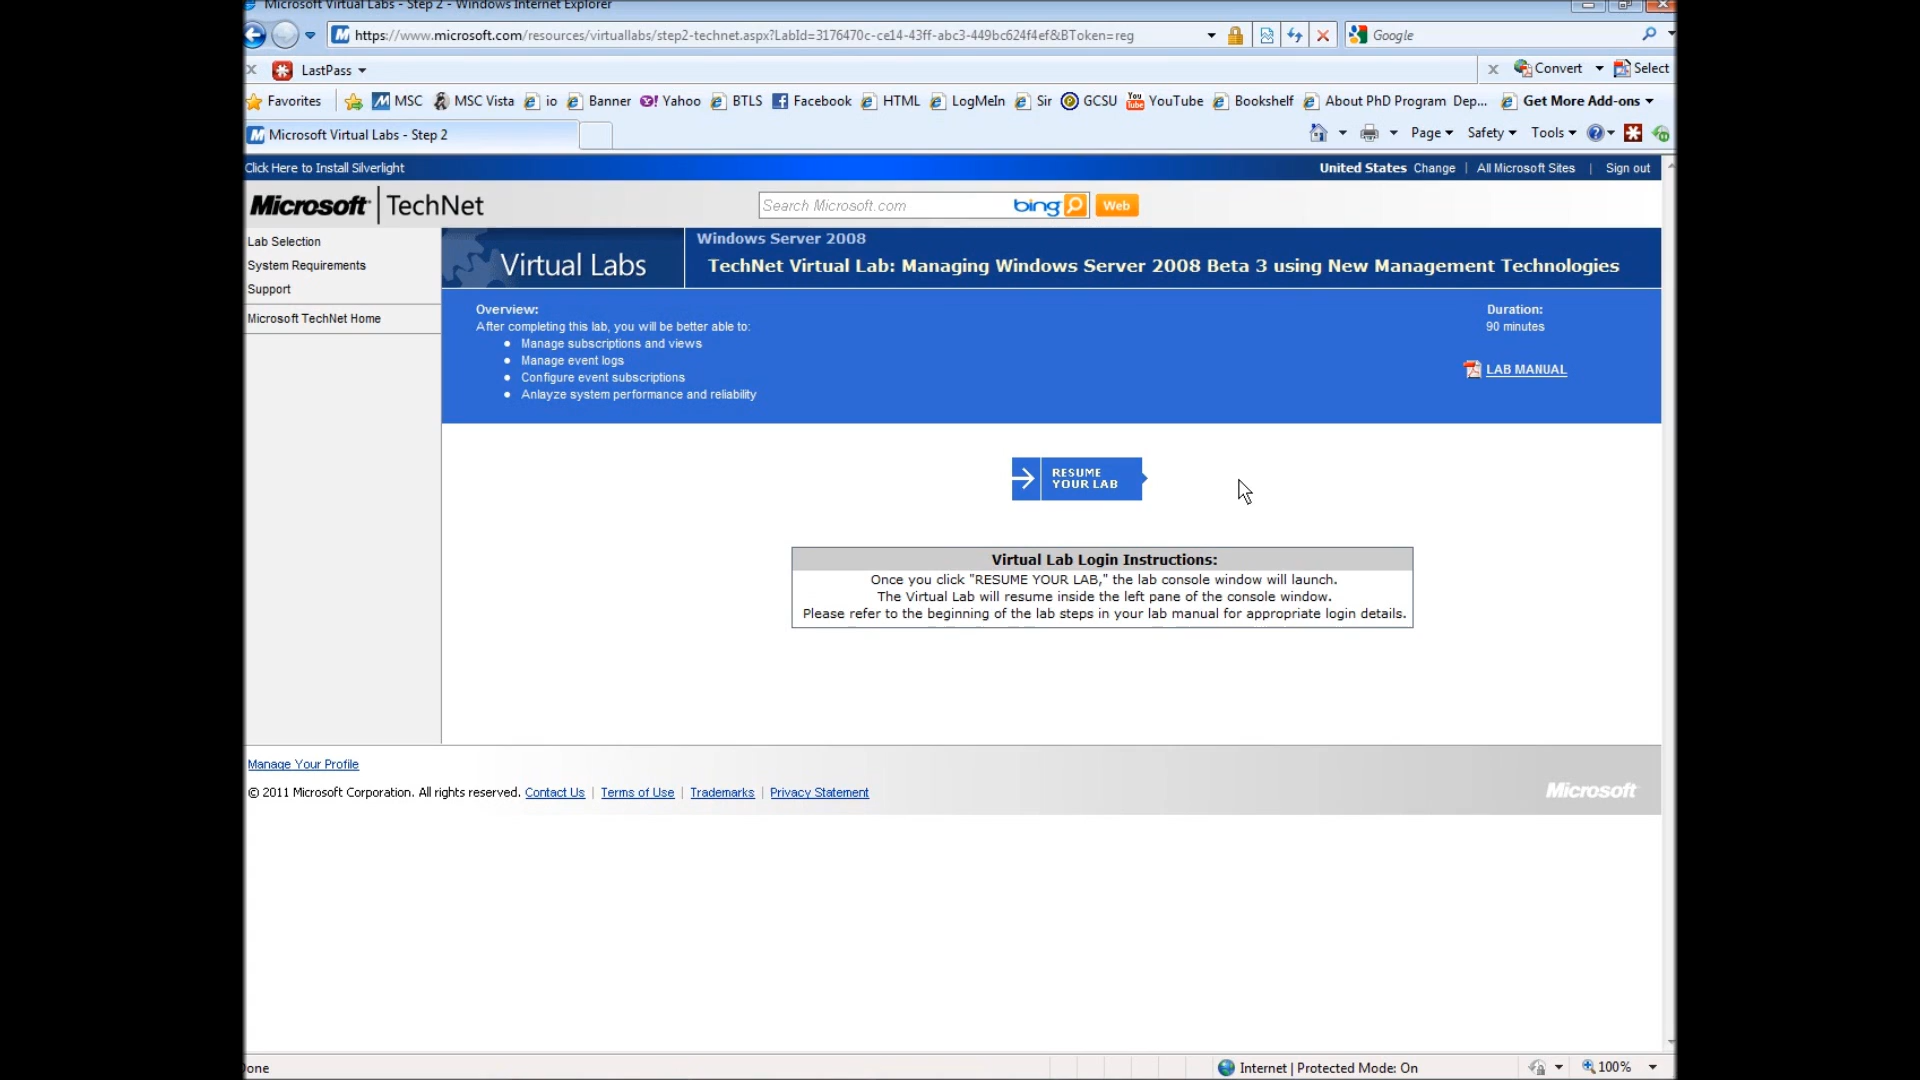 Microsoft Virtual Labs - Step 2 - Windows Internet Explorer
https://www.microsoft.com/resources/virtuallabs/step2-technet.aspx?LabId=3176470c-ce14-43ff-abc3-449bc624f4ef&BToken=reg
Google
LastPass
Convert
Select
Favorites
MSC
MSC Vista
io
Banner
Yahoo
BTLS
Facebook
HTML
LogMeIn
Sir
GCSU
YouTube
Bookshelf
About PhD Program Dep...
Get More Add-ons
Microsoft Virtual Labs - Step 2
Page
Safety
Tools
Click Here to Install Silverlight
United States Change | All Microsoft Sites | Sign out
Microsoft | TechNet
Search Microsoft.com
bing
Web
Lab Selection
System Requirements
Support
Microsoft TechNet Home
Virtual Labs
Windows Server 2008
TechNet Virtual Lab: Managing Windows Server 2008 Beta 3 using New Management Technologies
Overview:
After completing this lab, you will be better able to:
Manage subscriptions and views
Manage event logs
Configure event subscriptions
Anlayze system performance and reliability
Duration:
90 minutes
LAB MANUAL
RESUME
YOUR LAB
Virtual Lab Login Instructions:
Once you click "RESUME YOUR LAB," the lab console window will launch.
The Virtual Lab will resume inside the left pane of the console window.
Please refer to the beginning of the lab steps in your lab manual for appropriate login details.
Manage Your Profile
© 2011 Microsoft Corporation. All rights reserved. Contact Us | Terms of Use | Trademarks | Privacy Statement
Microsoft
Done
Internet | Protected Mode: On
100%